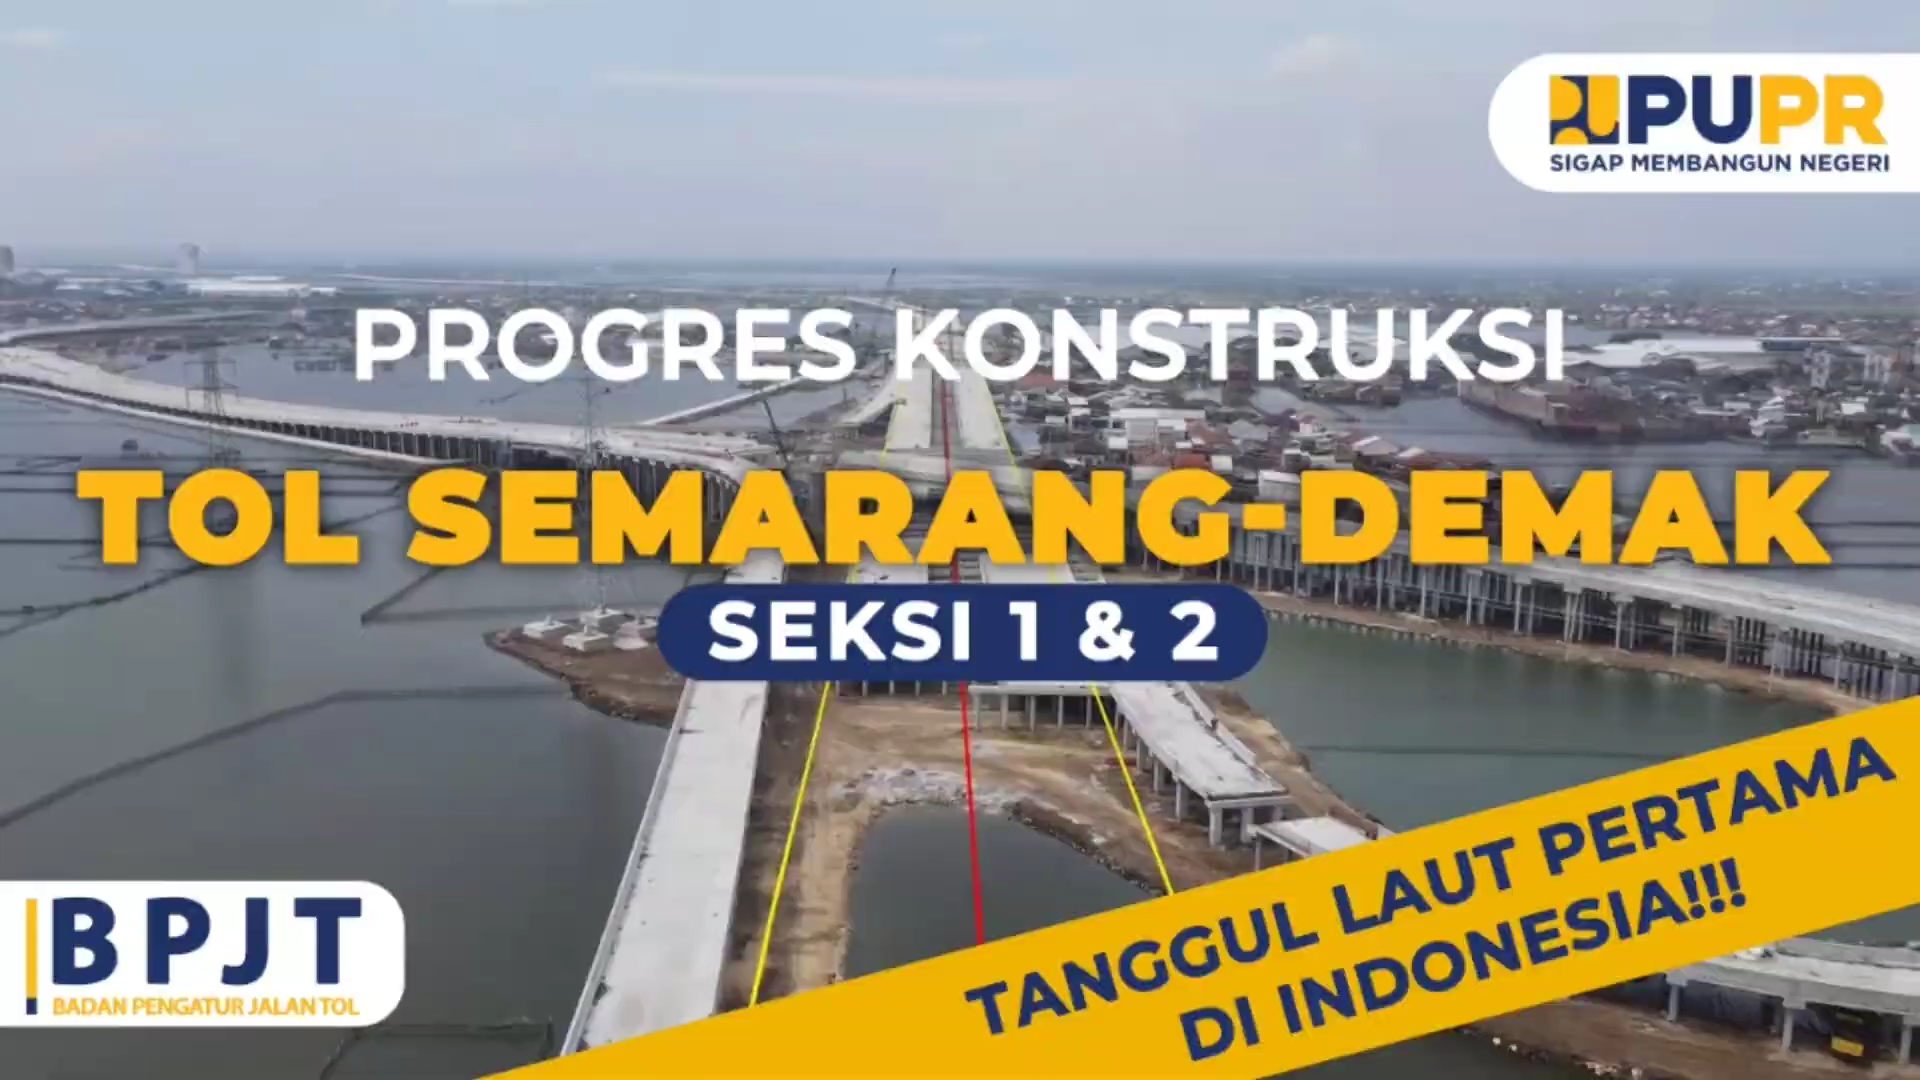 PUPR
SIGAP MEMBANGUN NEGERI
PROGRES KONSTRUKSI
TOL SEMARANG-DEMAK
SEKSI 1 & 2
TANGGUL LAUT PERTAMA
DI INDONESIA!!!
BPJT
BADAN PENGATUR JALAN TOL